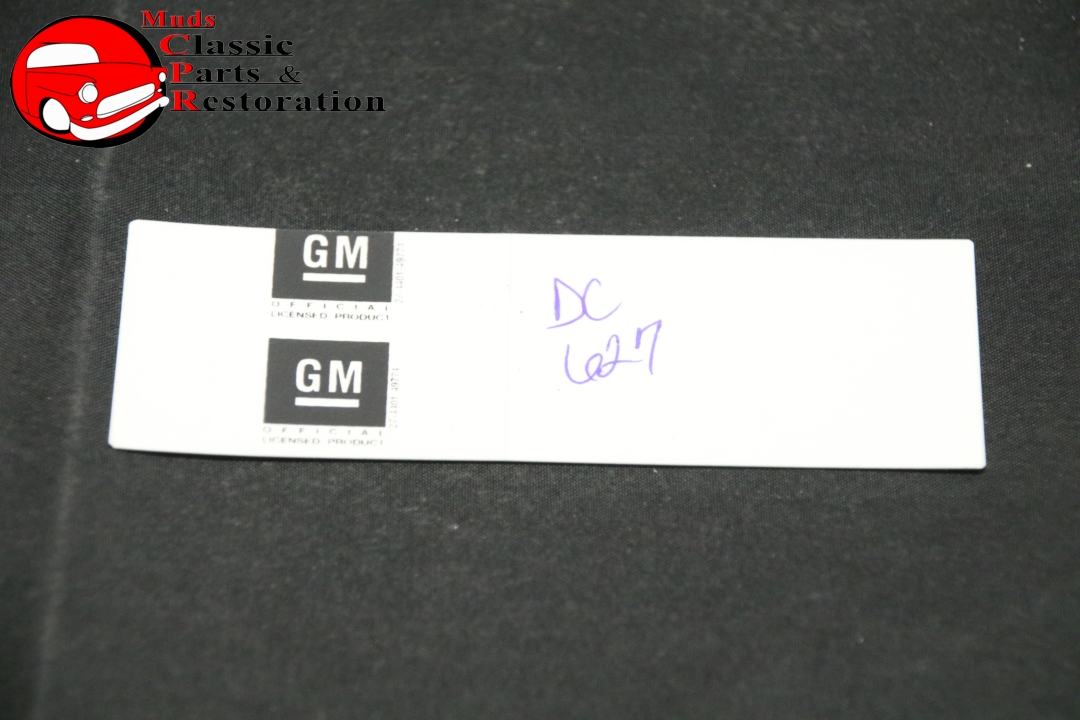 Muds
Classic
Parts &
Restoration
GM
OFFICIAL
LICENSED PRODUCT
GM
OFFICIAL
LICENSED PRODUCT
DC
627